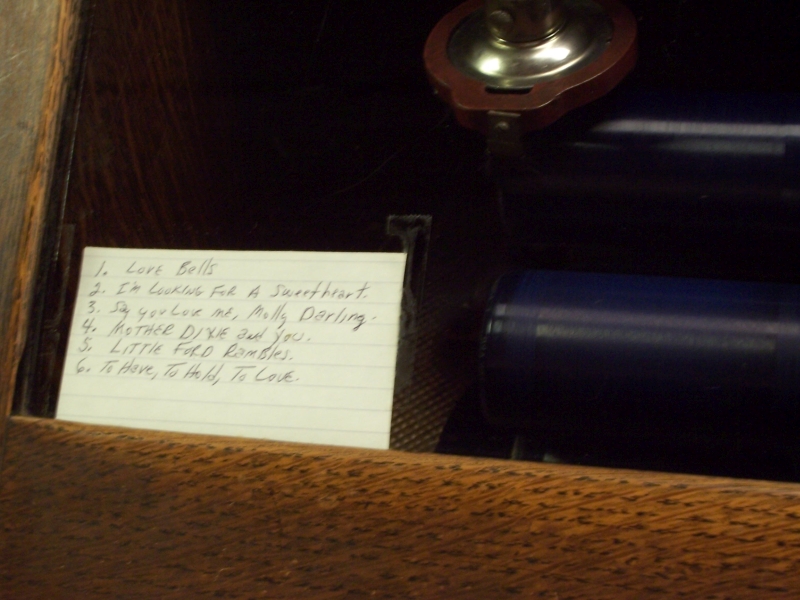 1. Love Bells
2. I'm Looking For A Sweetheart.
3. Say you Love me, Molly Darling.
4. MOTHER DIXIE and you.
5. LITTLE FORD Rambles.
6. To Have, To Hold, To Love.